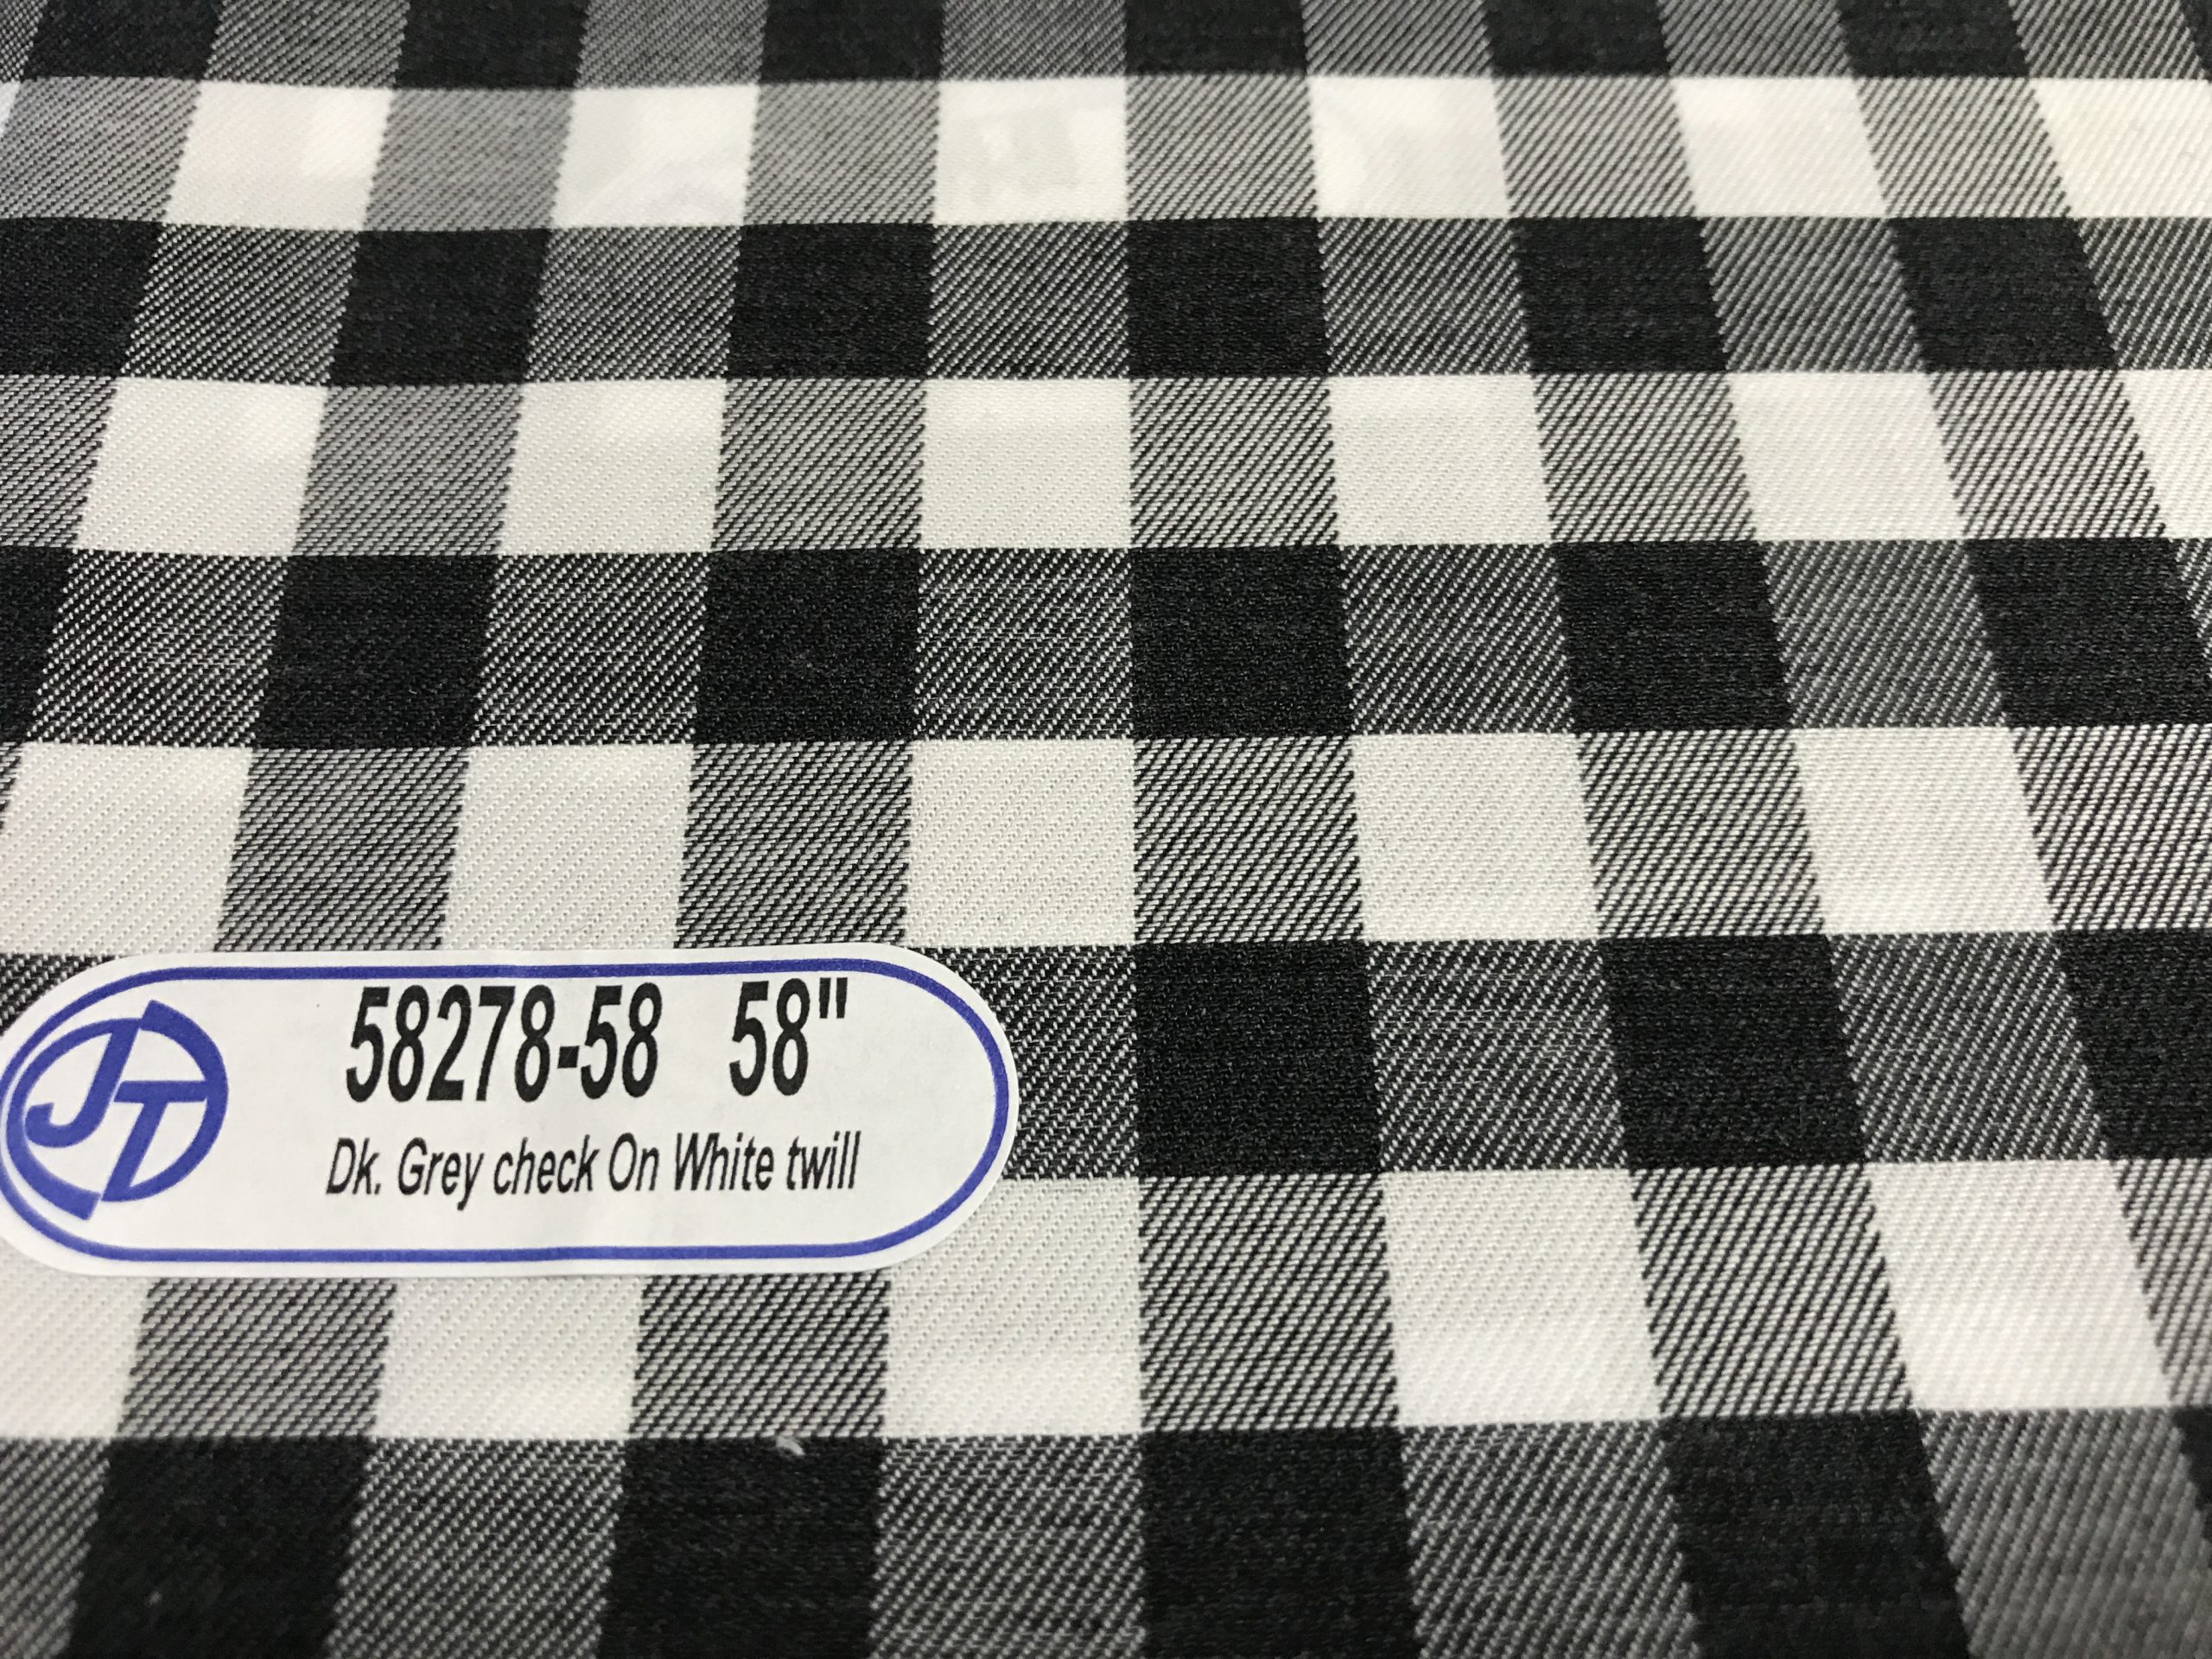 JT
58278-58 58"
Dk. Grey check On White twill